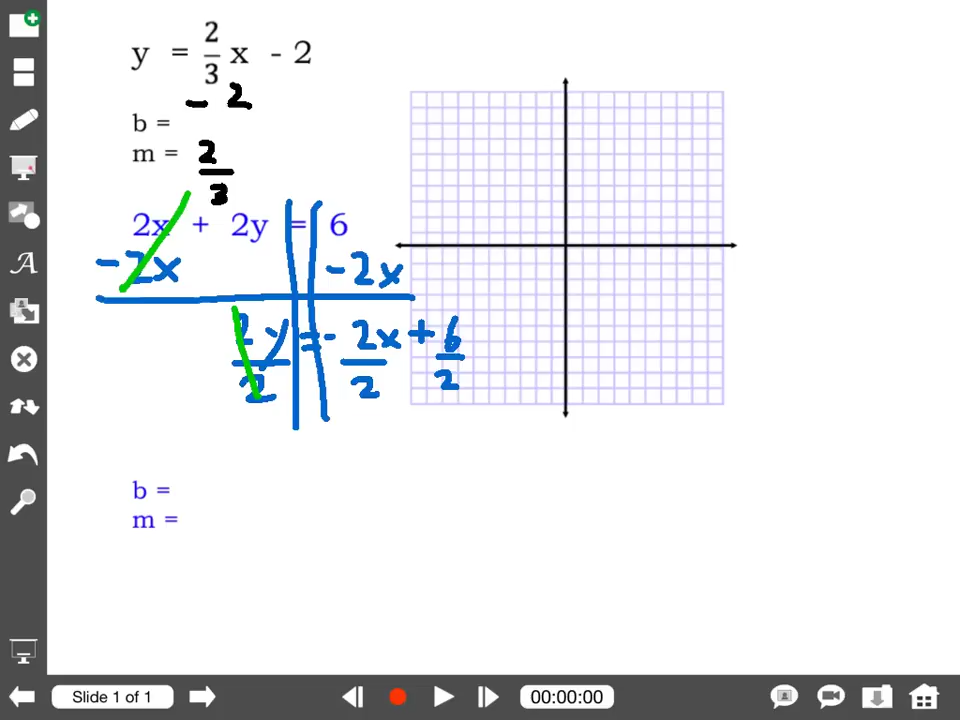 y = 2/3 x - 2
b = - 2
m = 2/3
2x + 2y = 6
-2x -2x
2y/2 = - 2x/2 + 6/2
b =
m =
Slide 1 of 1
00:00:00